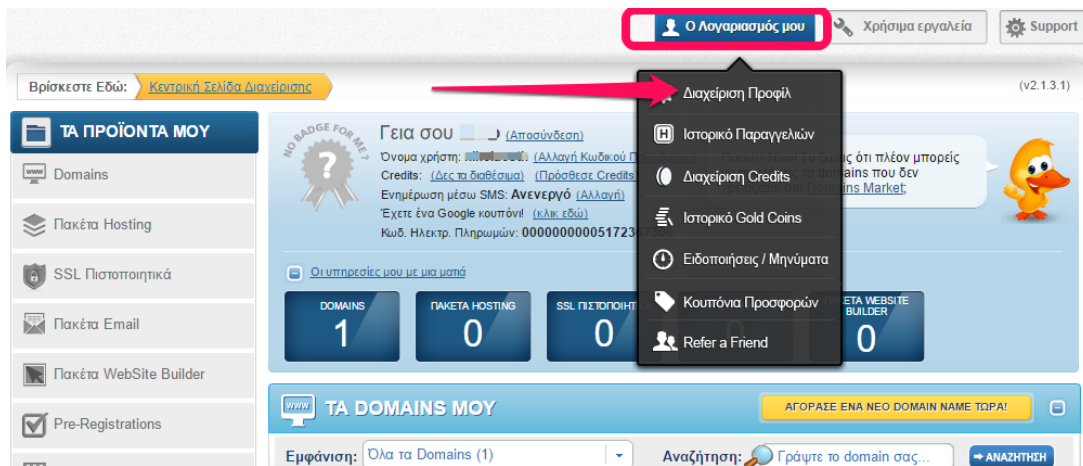 Ο Λογαριασμός μου
Χρήσιμα εργαλεία
Support
Βρίσκεστε Εδώ: Κεντρική Σελίδα Διαχείρισης
(v2.1.3.1)
Διαχείριση Προφίλ
Ιστορικό Παραγγελιών
Διαχείριση Credits
Ιστορικό Gold Coins
Ειδοποιήσεις / Μηνύματα
Κουπόνια Προσφορών
Refer a Friend
ΤΑ ΠΡΟΪΟΝΤΑ ΜΟΥ
Domains
Πακέτα Hosting
SSL Πιστοποιητικά
Πακέτα Email
Πακέτα WebSite Builder
Pre-Registrations
NO BADGE FOR ME?
Γεια σου (Αποσύνδεση)
Όνομα χρήστη: (Αλλαγή Κωδικού
Credits: (Δες τα διαθέσιμα) (Πρόσθεσε Credits)
Ενημέρωση μέσω SMS: Ανενεργό (Αλλαγή)
Έχετε ένα Google κουπόνι! (κλικ εδώ)
Κωδ. Ηλεκτρ. Πληρωμών: 00000000005172367306
ότι πλέον μπορείς
domains που δεν
στο Domains Market;
Οι υπηρεσίες μου με μια ματιά
DOMAINS
1
ΠΑΚΕΤΑ HOSTING
0
SSL ΠΙΣΤΟΠΟΙΗΤ
0
WEBSITE
BUILDER
0
ΤΑ DOMAINS ΜΟΥ
ΑΓΟΡΑΣΕ ΕΝΑ ΝΕΟ DOMAIN NAME ΤΩΡΑ!
Εμφάνιση: Όλα τα Domains (1)
Αναζήτηση: Γράψτε το domain σας...
ΑΝΑΖΗΤΗΣΗ